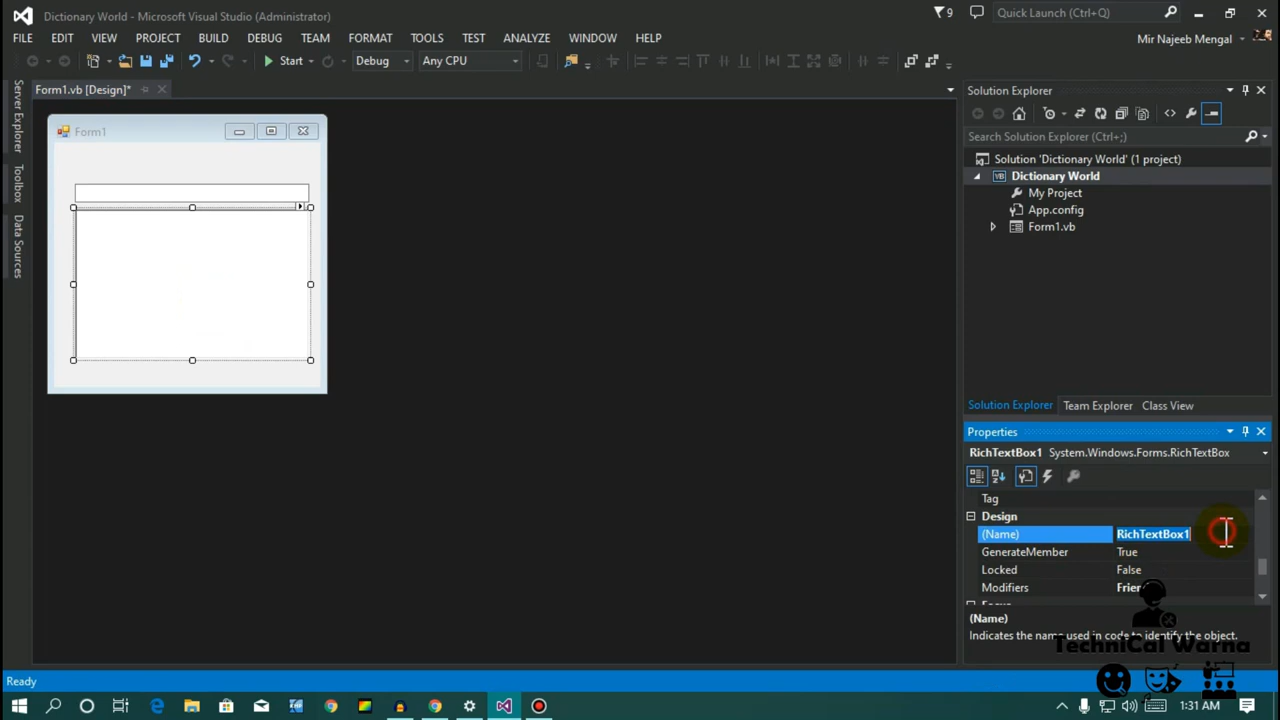 Dictionary World - Microsoft Visual Studio (Administrator)
9
Quick Launch (Ctrl+Q)
FILE EDIT VIEW PROJECT BUILD DEBUG TEAM FORMAT TOOLS TEST ANALYZE WINDOW HELP
Mir Najeeb Mengal
Start Debug Any CPU
Form1.vb [Design]*
Solution Explorer
Server Explorer
Toolbox
Data Sources
Form1
Search Solution Explorer (Ctrl+;)
Solution 'Dictionary World' (1 project)
VB Dictionary World
My Project
App.config
Form1.vb
Solution Explorer Team Explorer Class View
Properties
RichTextBox1 System.Windows.Forms.RichTextBox
Tag
Design
(Name) RichTextBox1
GenerateMember True
Locked False
Modifiers Frien
(Name)
Indicates the name used in code to identify the object.
TechniCal Warna
Ready
1:31 AM